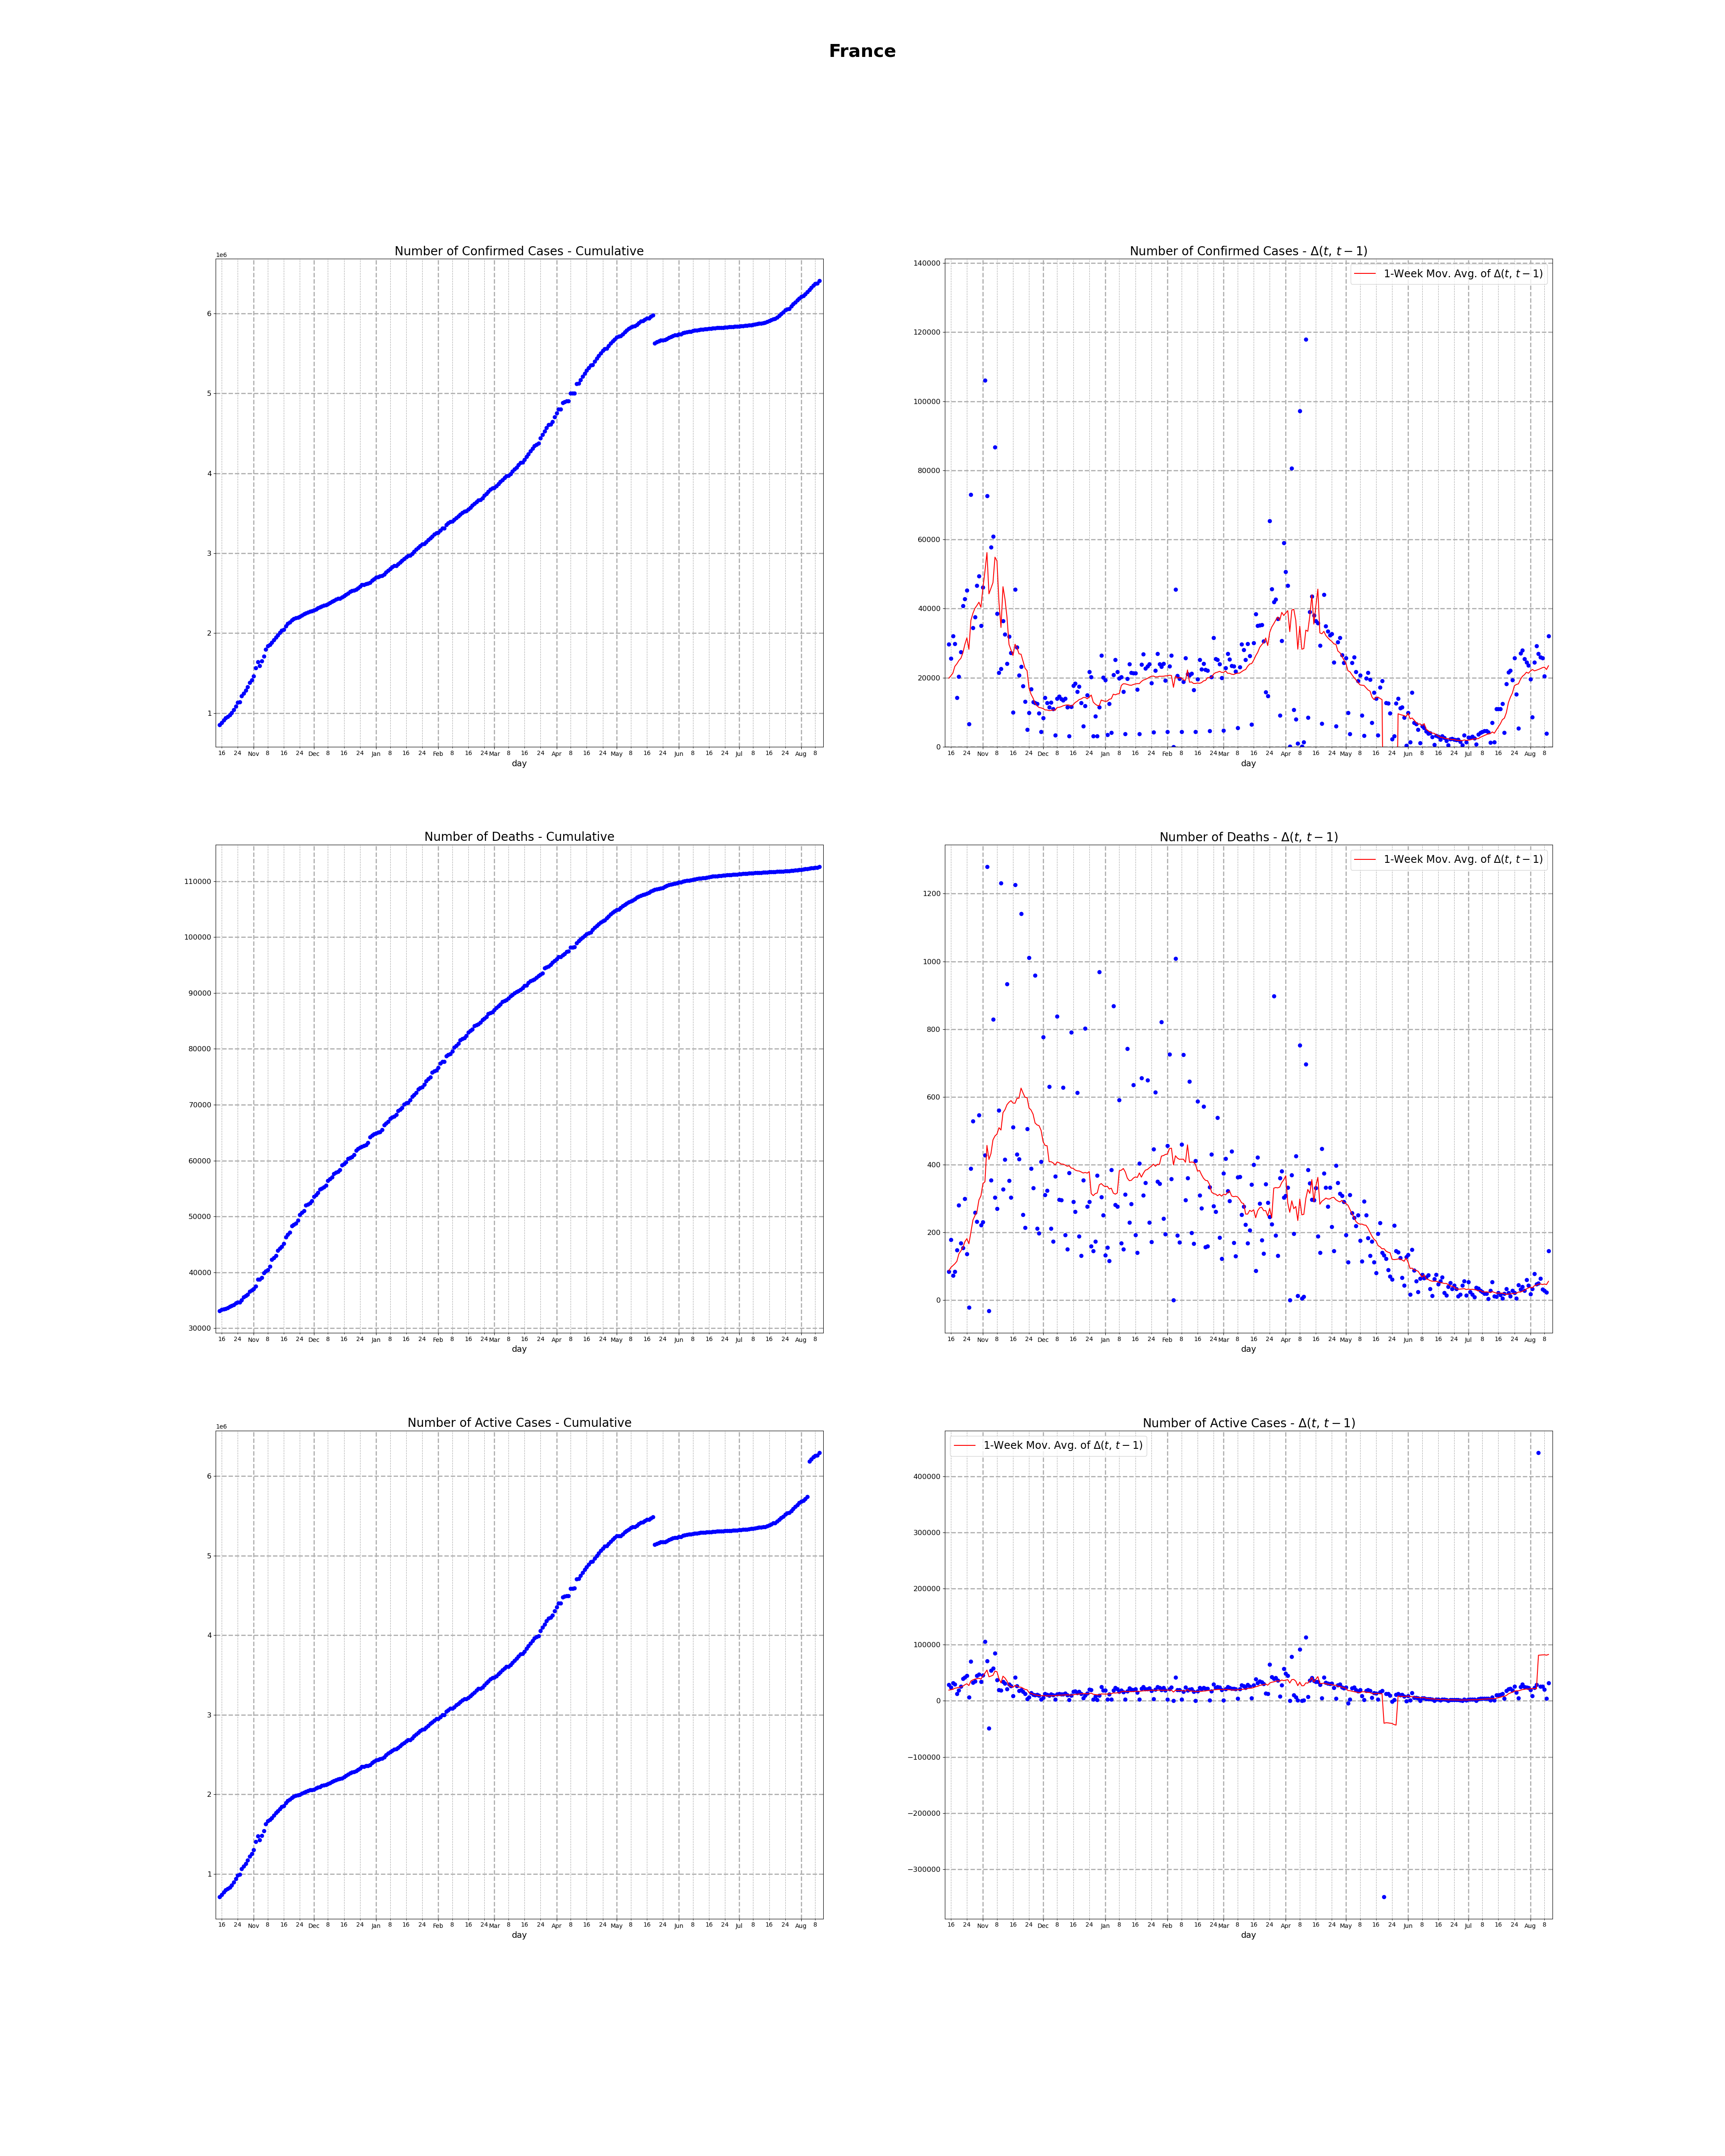 France
Number of Confirmed Cases - Cumulative
1e6
6
5
4
3
2
1
16 24 Nov 8 16 24 Dec 8 16 24 Jan 8 16 24 Feb 8 16 24 Mar 8 16 24 Apr 8 16 24 May 8 16 24 Jun 8 16 24 Jul 8 16 24 Aug 8
day
Number of Confirmed Cases - Δ(t, t − 1)
1-Week Mov. Avg. of Δ(t, t − 1)
140000
120000
100000
80000
60000
40000
20000
0
16 24 Nov 8 16 24 Dec 8 16 24 Jan 8 16 24 Feb 8 16 24 Mar 8 16 24 Apr 8 16 24 May 8 16 24 Jun 8 16 24 Jul 8 16 24 Aug 8
day
Number of Deaths - Cumulative
110000
100000
90000
80000
70000
60000
50000
40000
30000
16 24 Nov 8 16 24 Dec 8 16 24 Jan 8 16 24 Feb 8 16 24 Mar 8 16 24 Apr 8 16 24 May 8 16 24 Jun 8 16 24 Jul 8 16 24 Aug 8
day
Number of Deaths - Δ(t, t − 1)
1-Week Mov. Avg. of Δ(t, t − 1)
1200
1000
800
600
400
200
0
16 24 Nov 8 16 24 Dec 8 16 24 Jan 8 16 24 Feb 8 16 24 Mar 8 16 24 Apr 8 16 24 May 8 16 24 Jun 8 16 24 Jul 8 16 24 Aug 8
day
Number of Active Cases - Cumulative
1e6
6
5
4
3
2
1
16 24 Nov 8 16 24 Dec 8 16 24 Jan 8 16 24 Feb 8 16 24 Mar 8 16 24 Apr 8 16 24 May 8 16 24 Jun 8 16 24 Jul 8 16 24 Aug 8
day
Number of Active Cases - Δ(t, t − 1)
1-Week Mov. Avg. of Δ(t, t − 1)
400000
300000
200000
100000
0
−100000
−200000
−300000
16 24 Nov 8 16 24 Dec 8 16 24 Jan 8 16 24 Feb 8 16 24 Mar 8 16 24 Apr 8 16 24 May 8 16 24 Jun 8 16 24 Jul 8 16 24 Aug 8
day